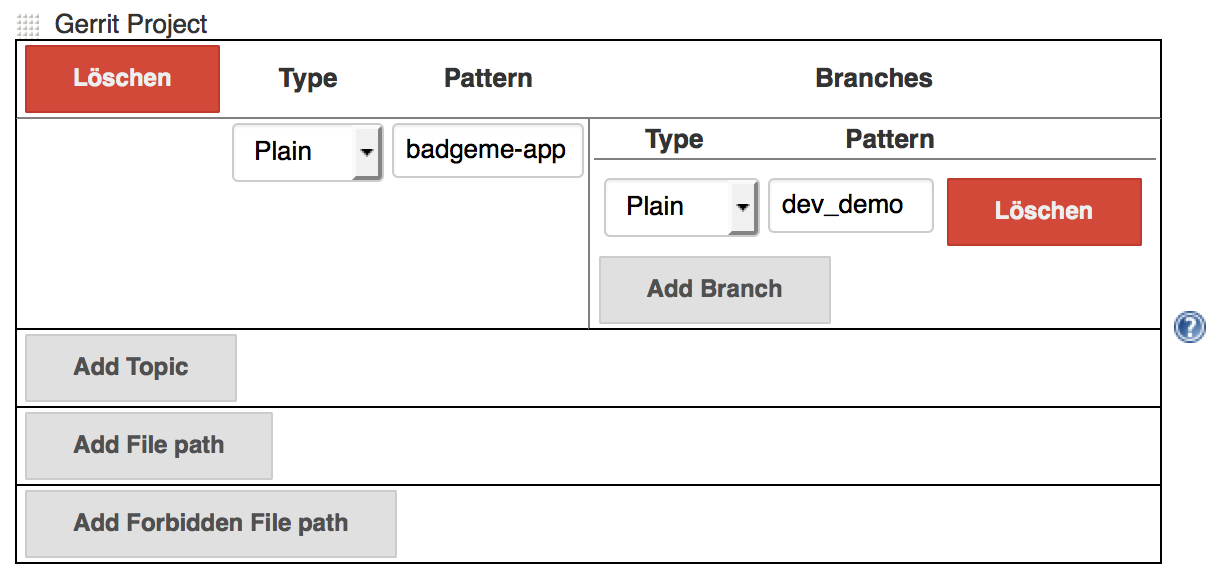 Gerrit Project
Löschen Type Pattern Branches
Type Pattern
Plain badgeme-app
Plain dev_demo Löschen
Add Branch
Add Topic
Add File path
Add Forbidden File path